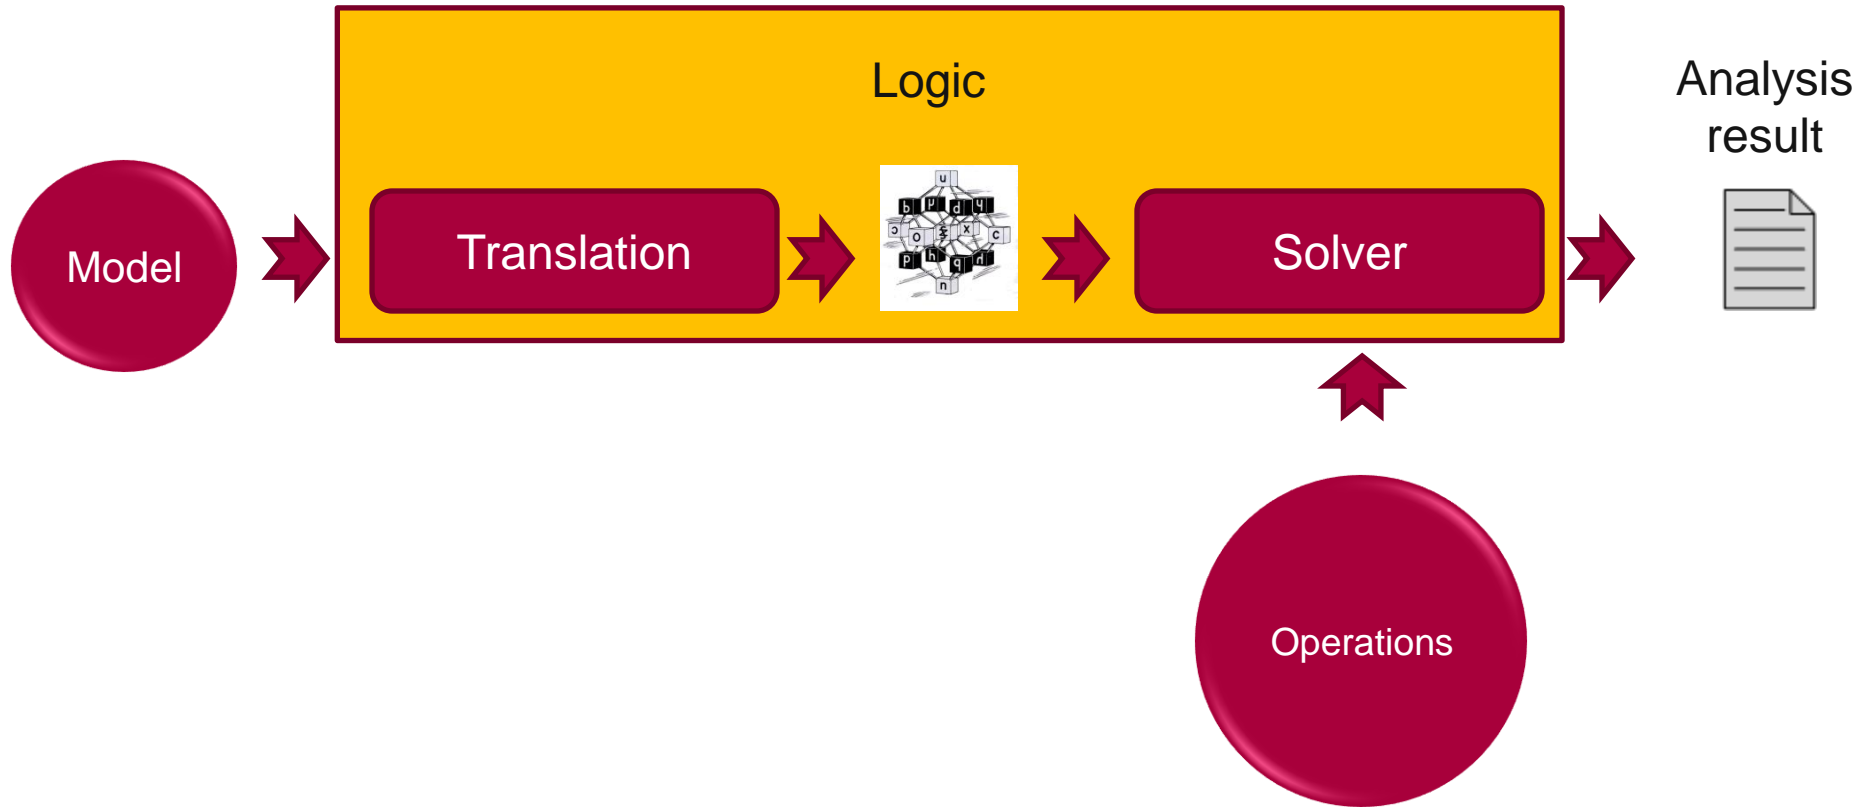 Logic
Analysis
result
Model
Translation
Solver
Operations